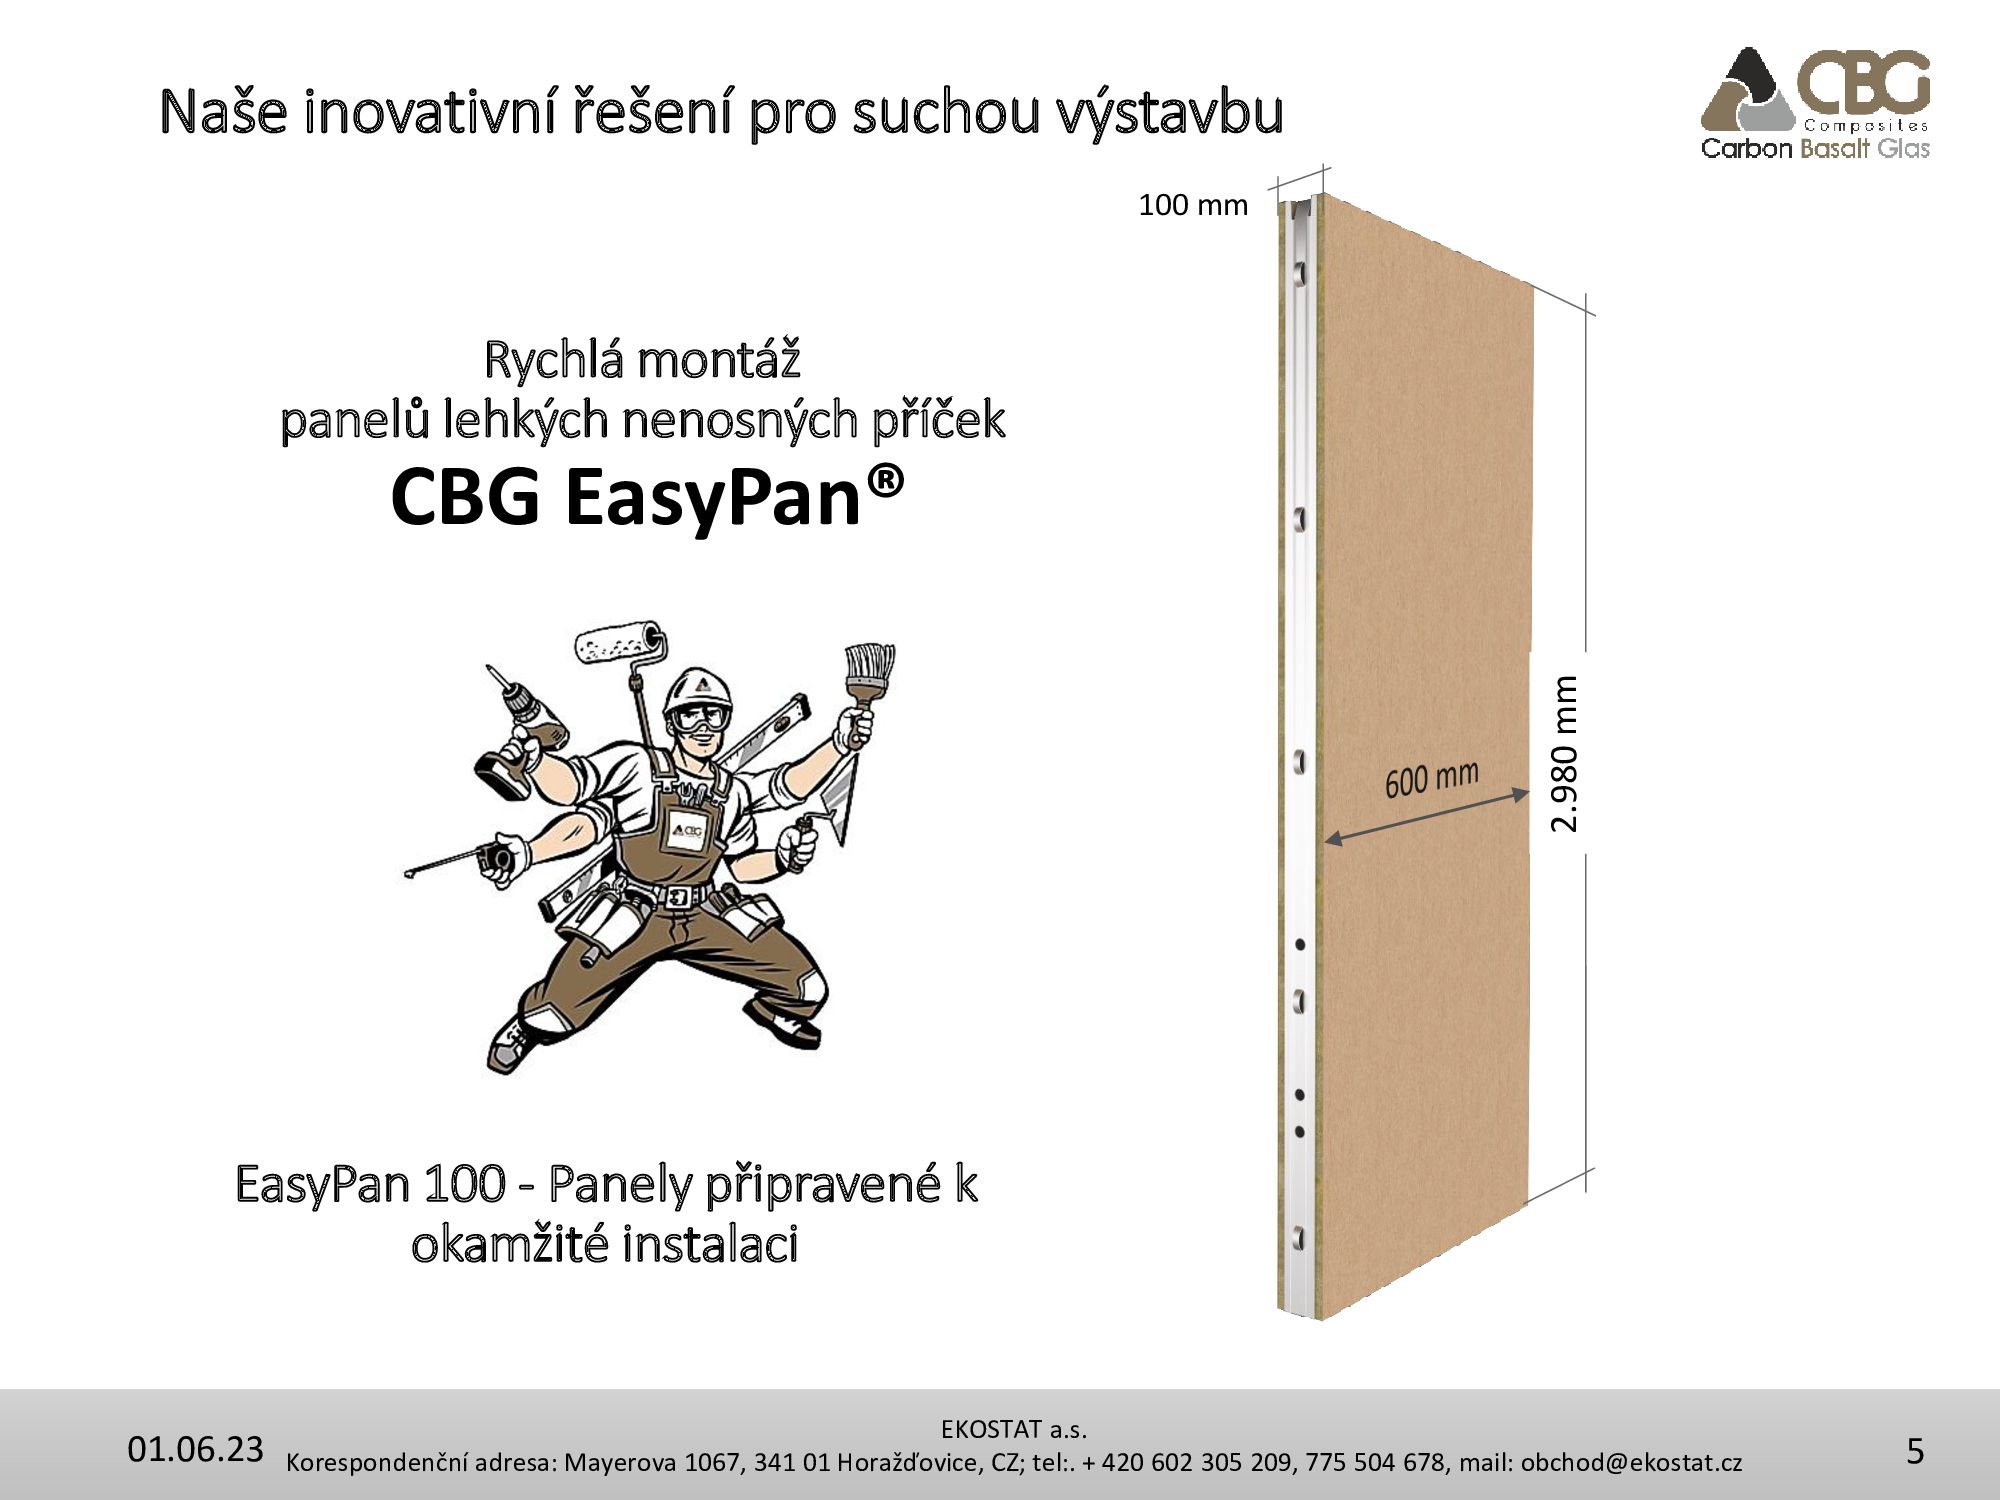 Naše inovativní řešení pro suchou výstavbu
CBG
Composites
Carbon Basalt Glas
100 mm
Rychlá montáž
panelů lehkých nenosných příček
CBG EasyPan®
CBG
600 mm
2.980 mm
EasyPan 100 - Panely připravené k
okamžité instalaci
01.06.23
EKOSTAT a.s.
Korespondenční adresa: Mayerova 1067, 341 01 Horažďovice, CZ; tel:. + 420 602 305 209, 775 504 678, mail: obchod@ekostat.cz
5